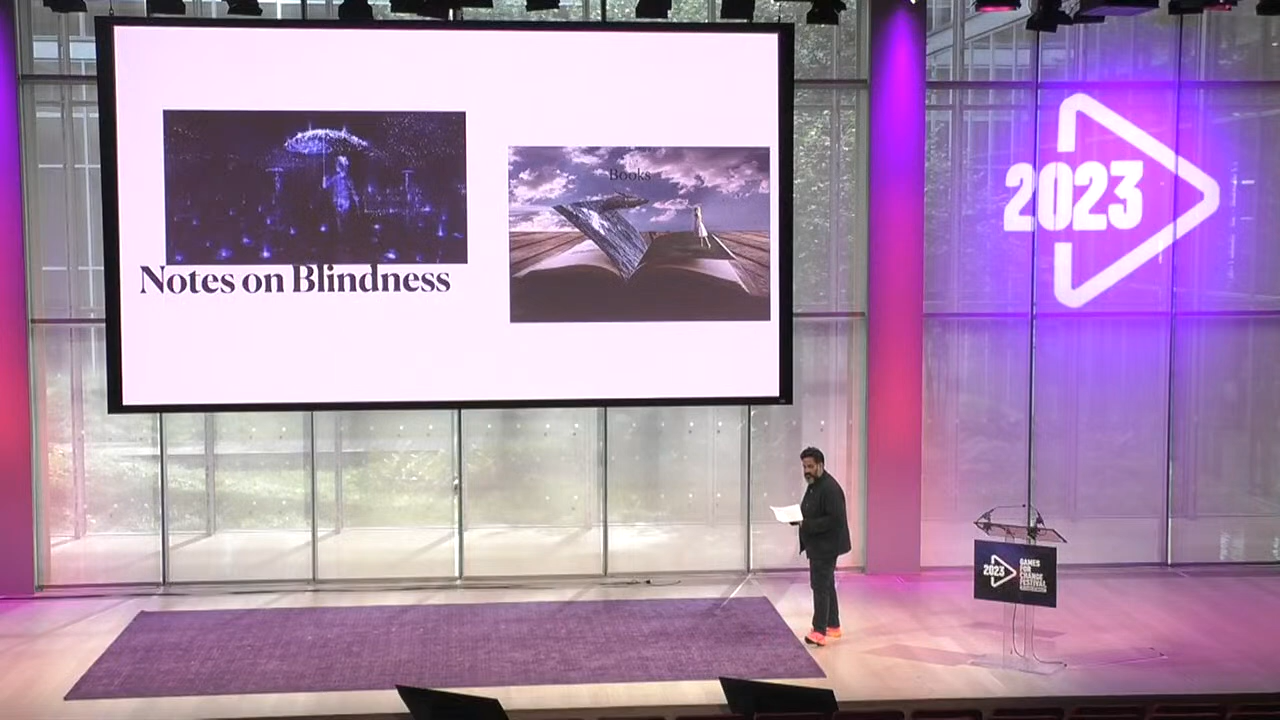 Books
Notes on Blindness
2023
2023
GAMES
FOR
CHANGE
FESTIVAL